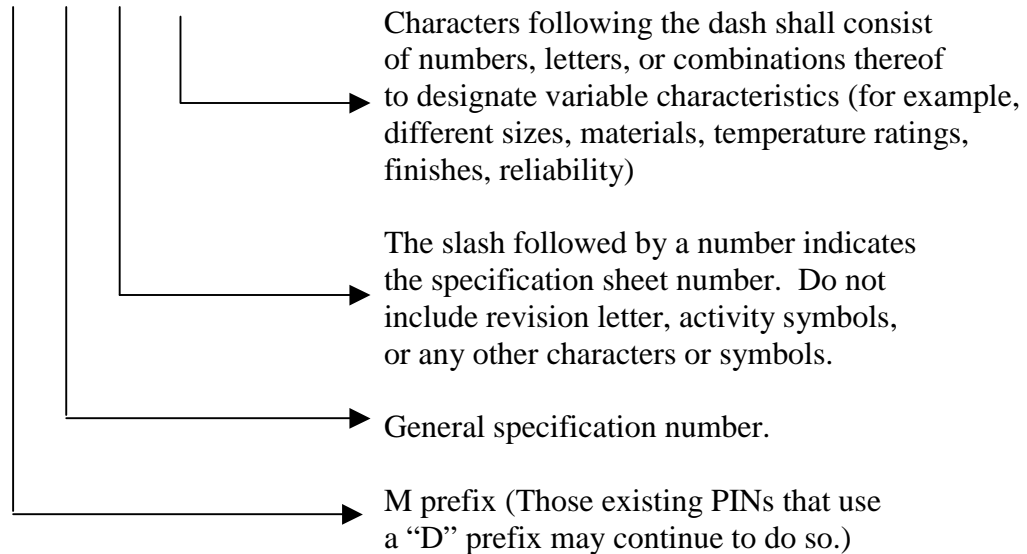 Characters following the dash shall consist
of numbers, letters, or combinations thereof
to designate variable characteristics (for example,
different sizes, materials, temperature ratings,
finishes, reliability)
The slash followed by a number indicates
the specification sheet number.  Do not
include revision letter, activity symbols,
or any other characters or symbols.
General specification number.
M prefix (Those existing PINs that use
a “D” prefix may continue to do so.)